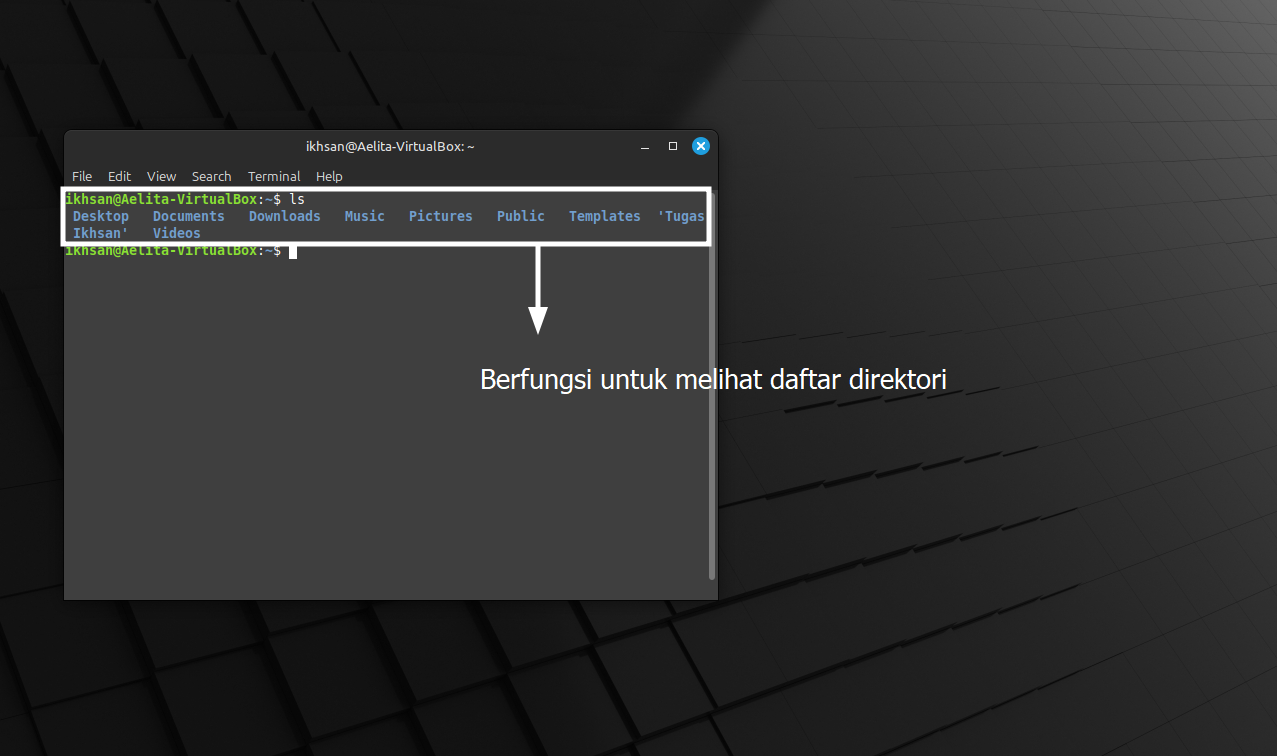 ikhsan@Aelita-VirtualBox: ~
File Edit View Search Terminal Help
ikhsan@Aelita-VirtualBox:~$ ls
Desktop Documents Downloads Music Pictures Public Templates 'Tugas
Ikhsan' Videos
ikhsan@Aelita-VirtualBox:~$
Berfungsi untuk melihat daftar direktori